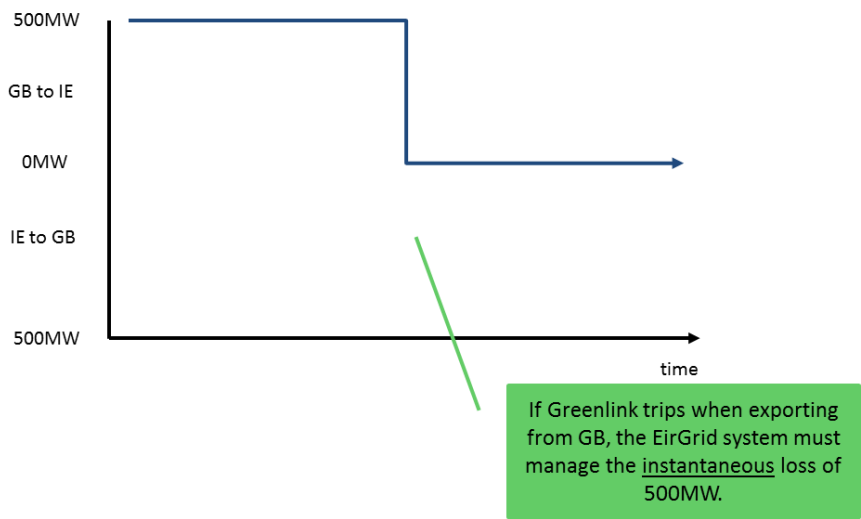 500MW
GB to IE
0MW
IE to GB
500MW
time
If Greenlink trips when exporting
from GB, the EirGrid system must
manage the instantaneous loss of
500MW.